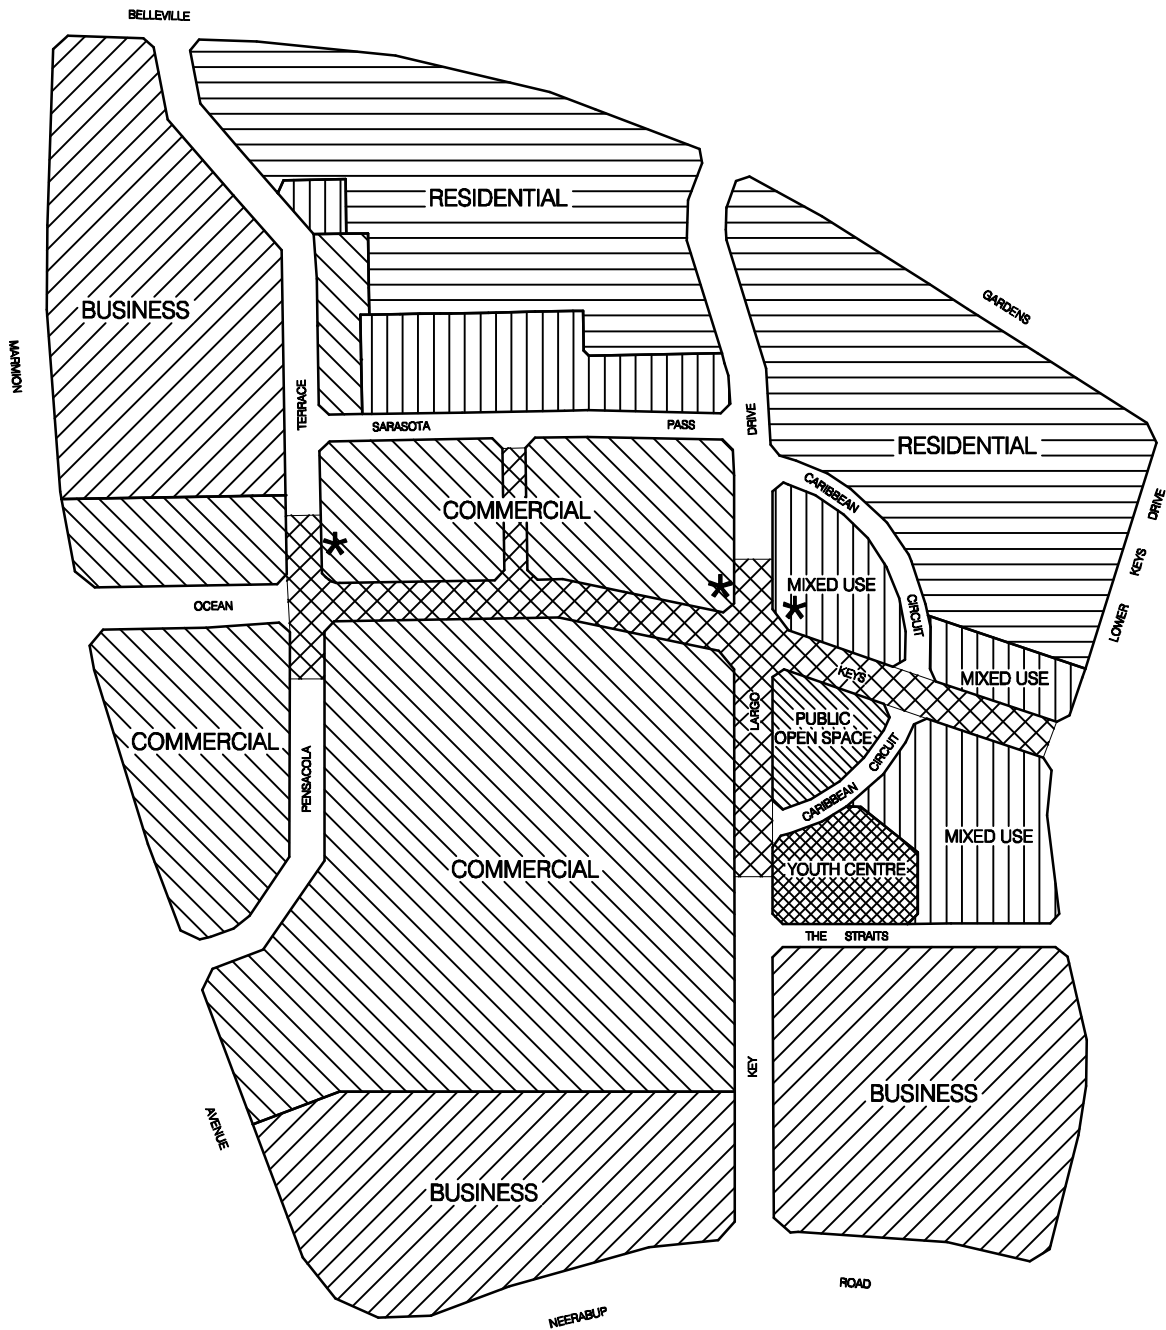 BELLEVILLE
RESIDENTIAL
BUSINESS
GARDENS
MARMION
TERRACE
SARASOTA
PASS
DRIVE
RESIDENTIAL
COMMERCIAL
CARIBBEAN
DRIVE
KEYS
LOWER
MIXED USE
OCEAN
CIRCUIT
KEYS
MIXED USE
LARGO
PUBLIC
OPEN SPACE
COMMERCIAL
PENSACOLA
CIRCUIT
CARIBBEAN
MIXED USE
COMMERCIAL
YOUTH CENTRE
THE STRAITS
KEY
BUSINESS
AVENUE
BUSINESS
ROAD
NEERABUP